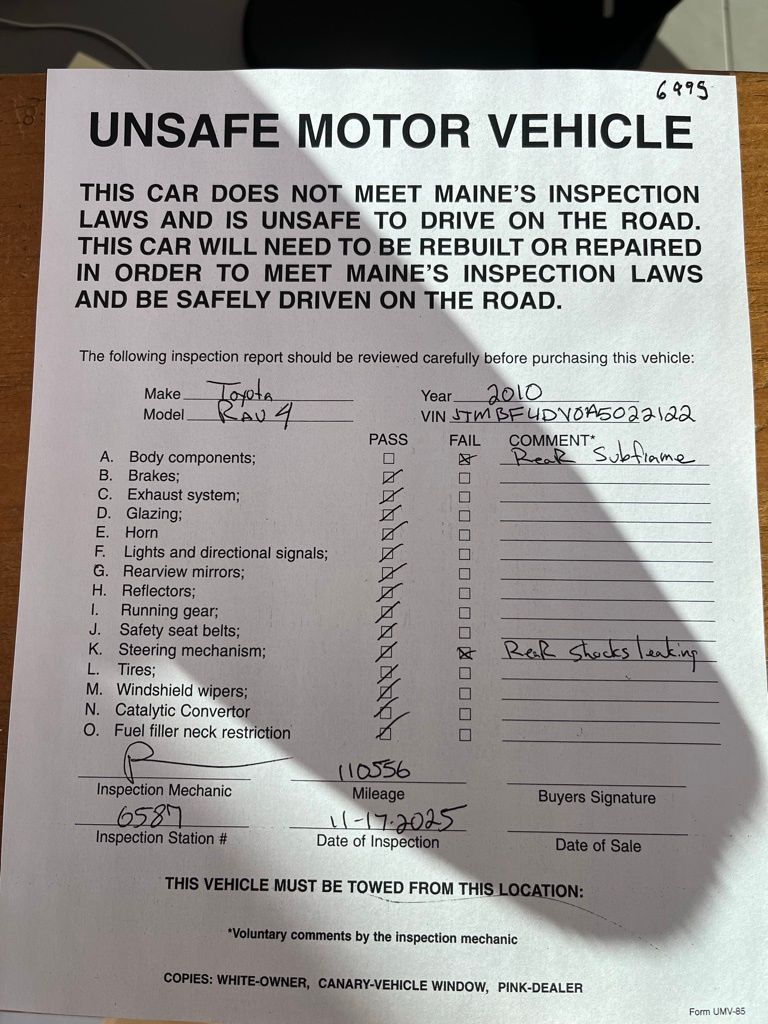 6995
UNSAFE MOTOR VEHICLE
THIS CAR DOES NOT MEET MAINE'S INSPECTION
LAWS AND IS UNSAFE TO DRIVE ON THE ROAD.
THIS CAR WILL NEED TO BE REBUILT OR REPAIRED
IN ORDER TO MEET MAINE'S INSPECTION LAWS
AND BE SAFELY DRIVEN ON THE ROAD.
The following inspection report should be reviewed carefully before purchasing this vehicle:
Make Toyota Year 2010
Model RAV 4 VIN JTMBF4DV0A5022122
PASS FAIL COMMENT*
A. Body components; Rear Subframe
B. Brakes;
C. Exhaust system;
D. Glazing;
E. Horn
F. Lights and directional signals;
G. Rearview mirrors;
H. Reflectors;
I. Running gear;
J. Safety seat belts;
K. Steering mechanism; Rear shocks leaking
L. Tires;
M. Windshield wipers;
N. Catalytic Convertor
O. Fuel filler neck restriction
110556
Inspection Mechanic Mileage Buyers Signature
6587 11-17-2025
Inspection Station # Date of Inspection Date of Sale
THIS VEHICLE MUST BE TOWED FROM THIS LOCATION:
*Voluntary comments by the inspection mechanic
COPIES: WHITE-OWNER, CANARY-VEHICLE WINDOW, PINK-DEALER
Form UMV-85